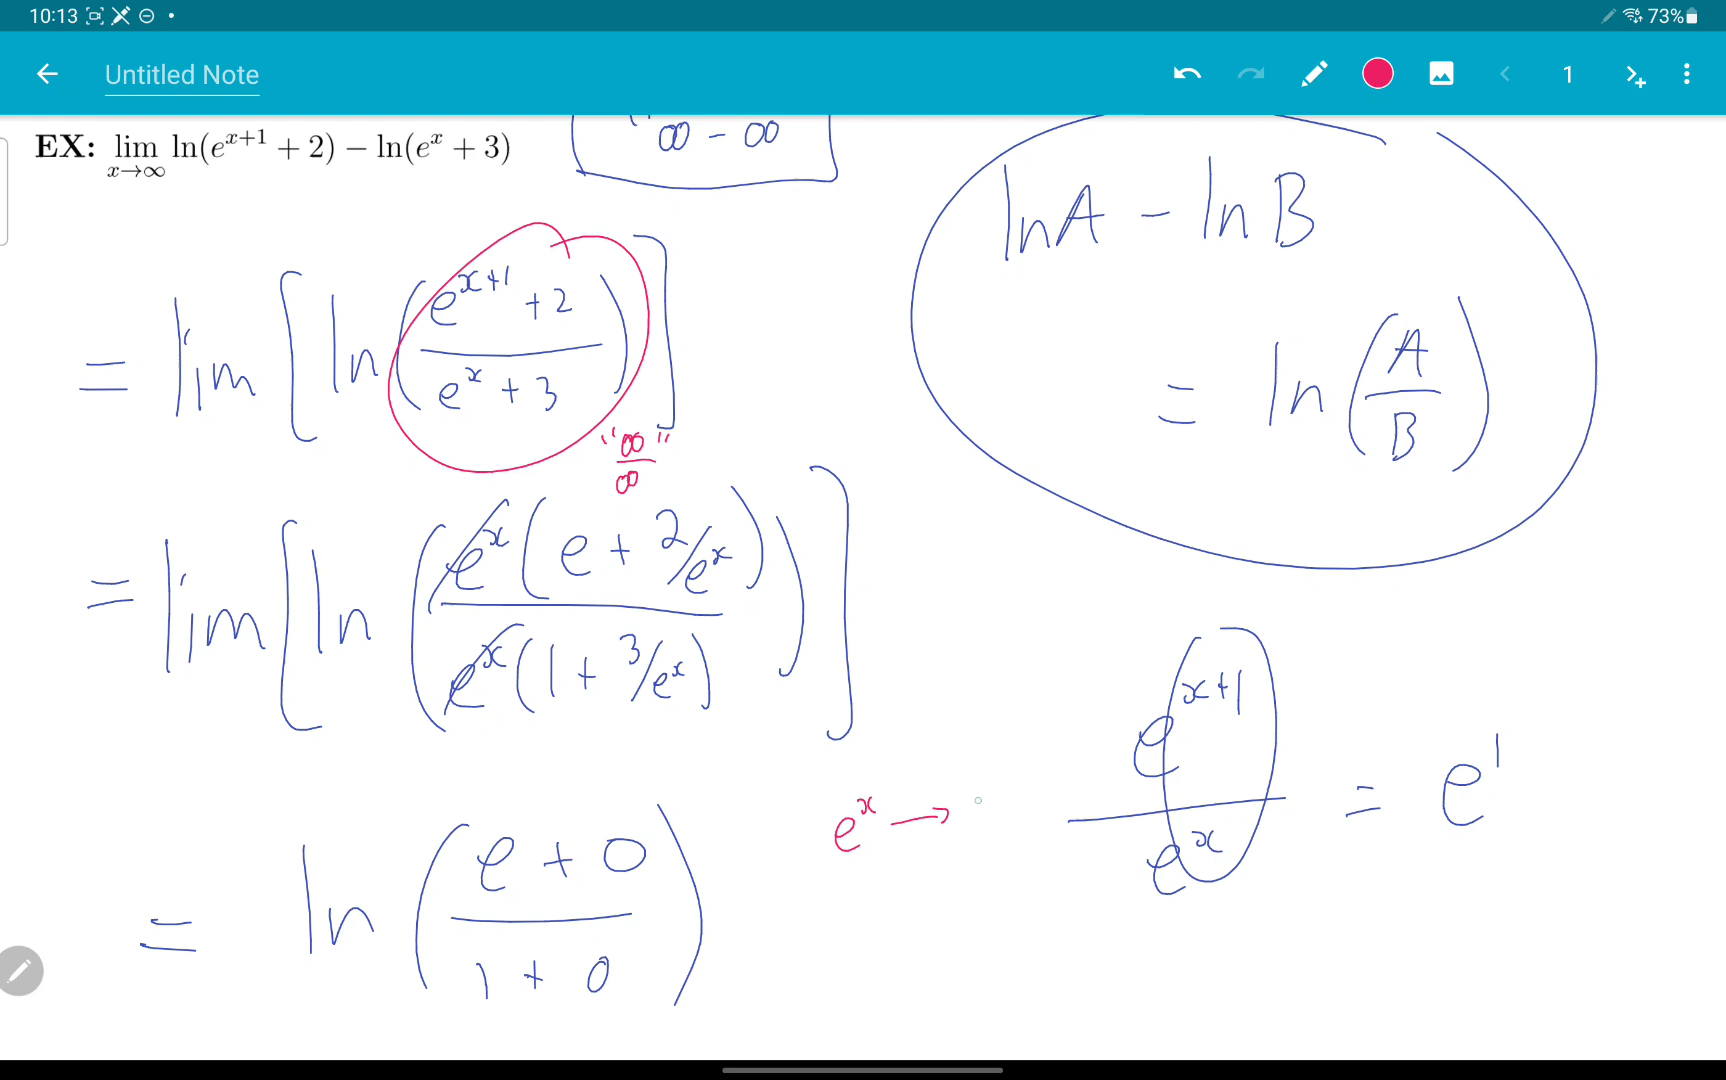 10:13
73%
Untitled Note
1
EX: lim x→∞ ln(e^{x+1} + 2) − ln(e^x + 3)
" ∞ − ∞
ln A − ln B
= ln(A/B)
= lim [ ln( (e^{x+1} + 2) / (e^x + 3) ) ]
"∞/∞"
= lim [ ln( e^x(e + 2/e^x) / e^x(1 + 3/e^x) ) ]
e^{x+1} / e^x = e^1
e^x →
= ln( (e + 0) / (1 + 0) )